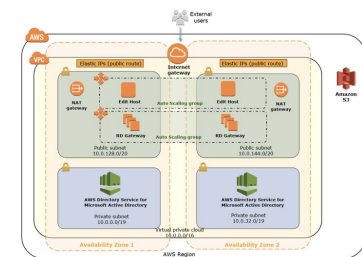 External
users
AWS
VPC
Elastic IPs (public route)
Internet
gateway
Elastic IPs (public route)
NAT
gateway
Edit Host
Edit Host
NAT
gateway
Auto Scaling group
RD Gateway
RD Gateway
Auto Scaling group
Public subnet
10.0.128.0/20
Public subnet
10.0.144.0/20
Amazon
S3
AWS Directory Service for
Microsoft Active Directory
AWS Directory Service for
Microsoft Active Directory
Private subnet
10.0.0.0/19
Private subnet
10.0.32.0/19
Virtual private cloud
10.0.0.0/16
Availability Zone 1
Availability Zone 2
AWS Region